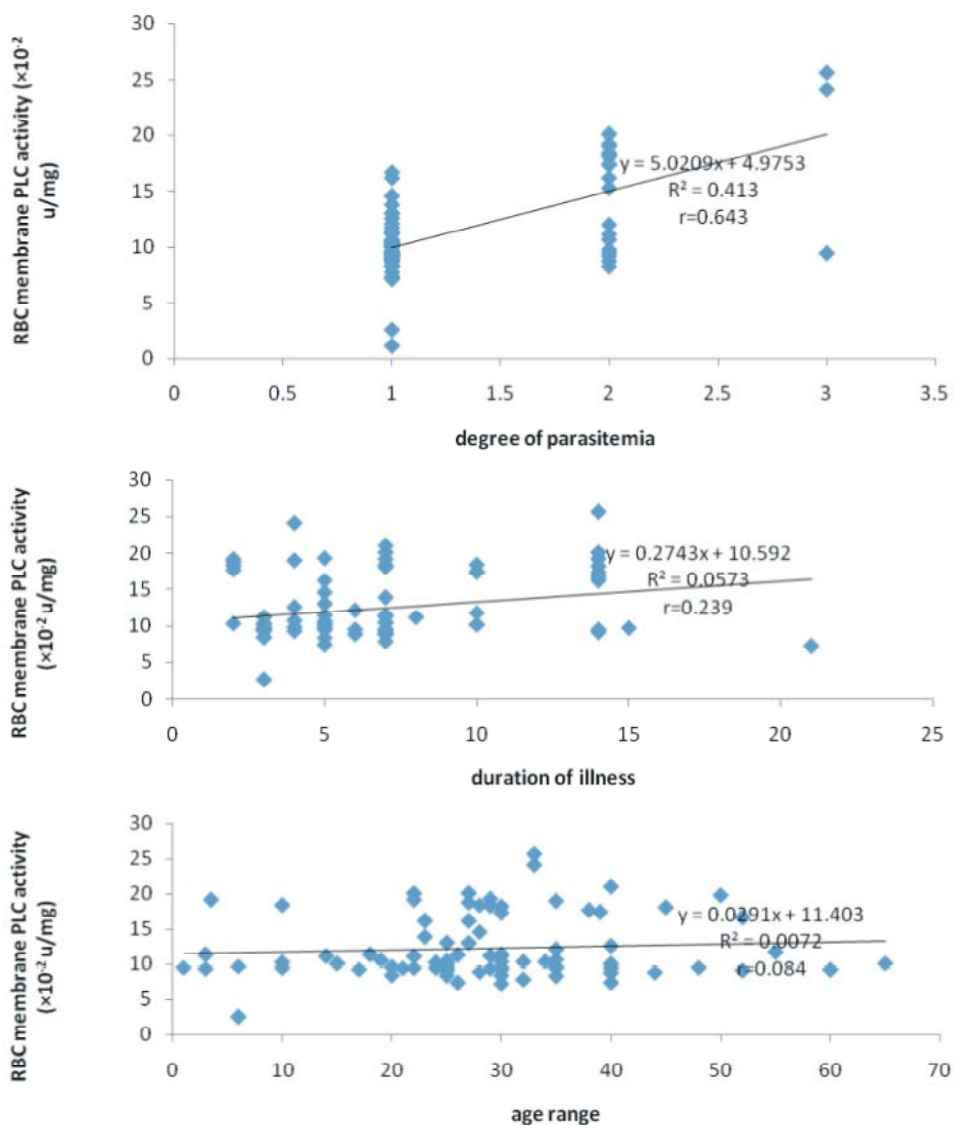 RBC membrane PLC activity (×10⁻²
u/mg)
30
25
20
15
10
5
0
y = 5.0209x + 4.9753
R² = 0.413
r=0.643
0 0.5 1 1.5 2 2.5 3 3.5
degree of parasitemia
RBC membrane PLC activity
(×10⁻² u/mg)
30
25
20
15
10
5
0
y = 0.2743x + 10.592
R² = 0.0573
r=0.239
0 5 10 15 20 25
duration of illness
RBC membrane PLC activity
(×10⁻² u/mg)
30
25
20
15
10
5
0
y = 0.0291x + 11.403
R² = 0.0072
r=0.084
0 10 20 30 40 50 60 70
age range